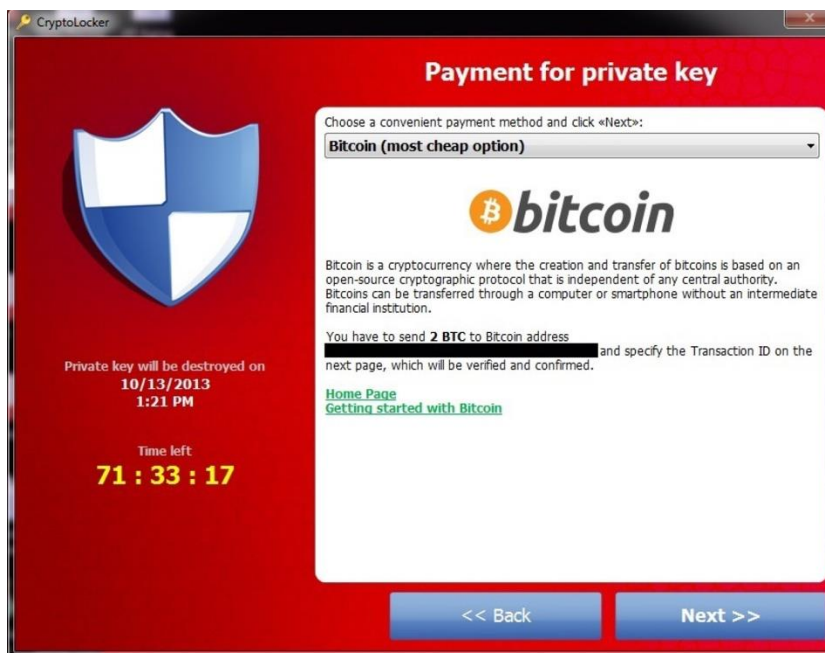 CryptoLocker
Payment for private key
Choose a convenient payment method and click «Next»:
Bitcoin (most cheap option)
bitcoin
Bitcoin is a cryptocurrency where the creation and transfer of bitcoins is based on an
open-source cryptographic protocol that is independent of any central authority.
Bitcoins can be transferred through a computer or smartphone without an intermediate
financial institution.
You have to send 2 BTC to Bitcoin address
and specify the Transaction ID on the
next page, which will be verified and confirmed.
Home Page
Getting started with Bitcoin
Private key will be destroyed on
10/13/2013
1:21 PM
Time left
71 : 33 : 17
<< Back
Next >>